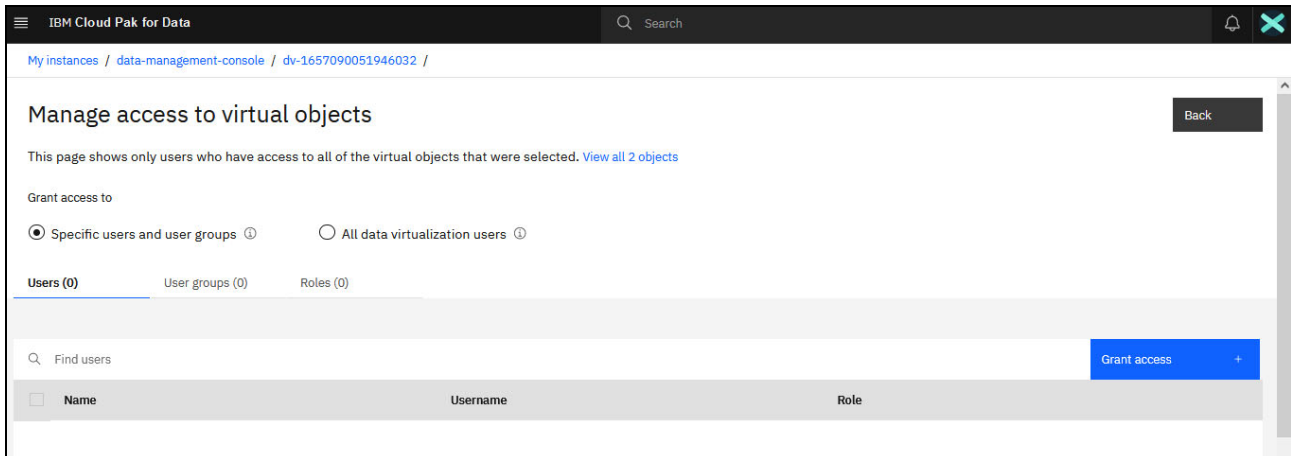 IBM Cloud Pak for Data
Search
My instances / data-management-console / dv-1657090051946032 /
Manage access to virtual objects
Back
This page shows only users who have access to all of the virtual objects that were selected. View all 2 objects
Grant access to
Specific users and user groups
All data virtualization users
Users (0) User groups (0) Roles (0)
Find users
Grant access +
Name Username Role